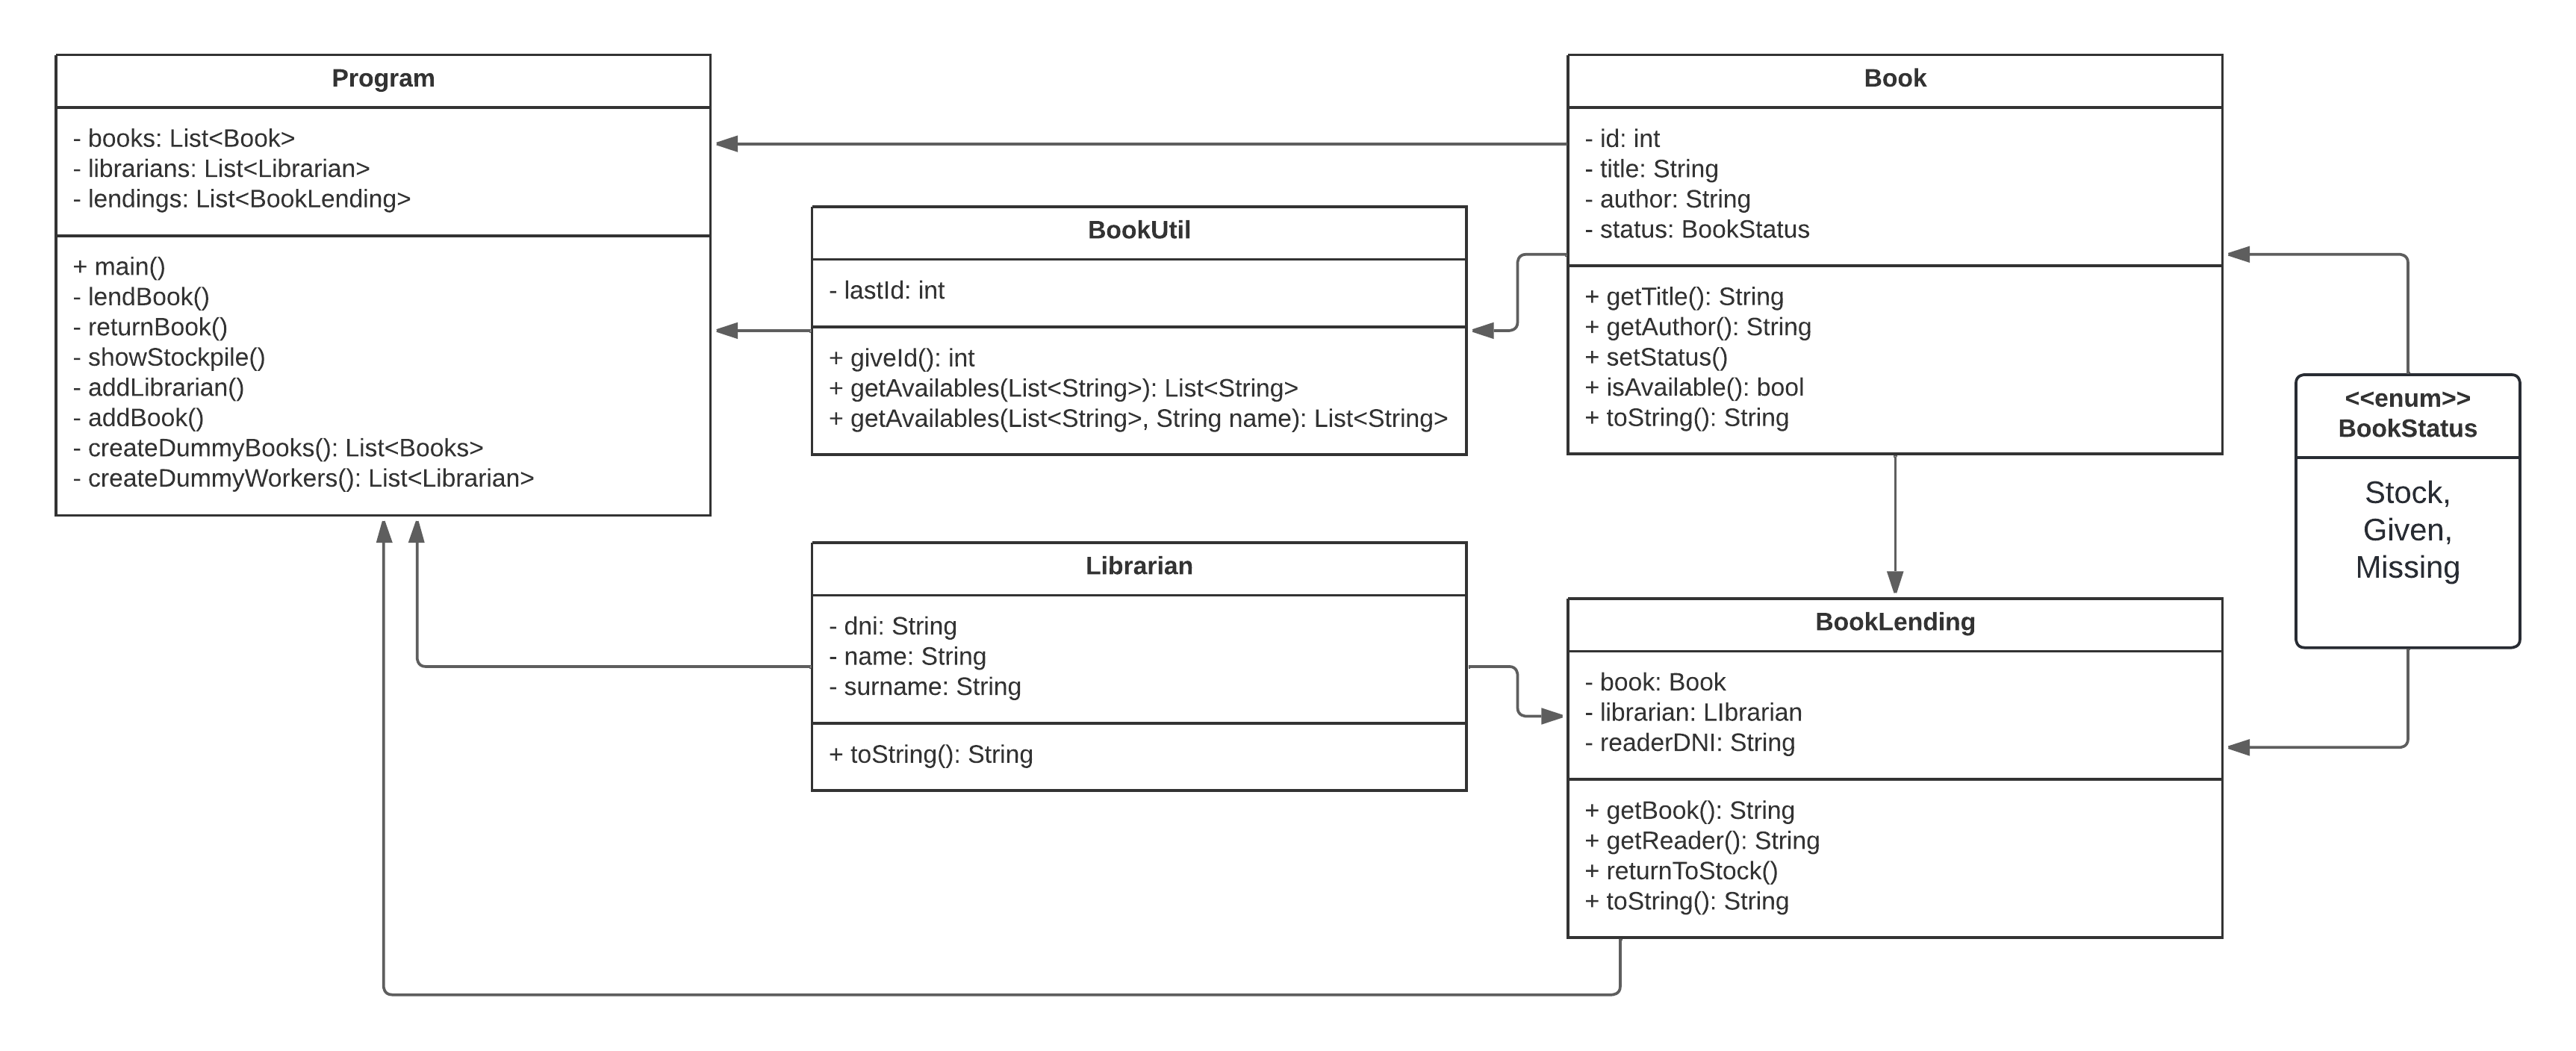 Program
- books: List<Book>
- librarians: List<Librarian>
- lendings: List<BookLending>
+ main()
- lendBook()
- returnBook()
- showStockpile()
- addLibrarian()
- addBook()
- createDummyBooks(): List<Books>
- createDummyWorkers(): List<Librarian>
BookUtil
- lastId: int
+ giveId(): int
+ getAvailables(List<String>): List<String>
+ getAvailables(List<String>, String name): List<String>
Book
- id: int
- title: String
- author: String
- status: BookStatus
+ getTitle(): String
+ getAuthor(): String
+ setStatus()
+ isAvailable(): bool
+ toString(): String
<<enum>>
BookStatus
Stock,
Given,
Missing
Librarian
- dni: String
- name: String
- surname: String
+ toString(): String
BookLending
- book: Book
- librarian: LIbrarian
- readerDNI: String
+ getBook(): String
+ getReader(): String
+ returnToStock()
+ toString(): String